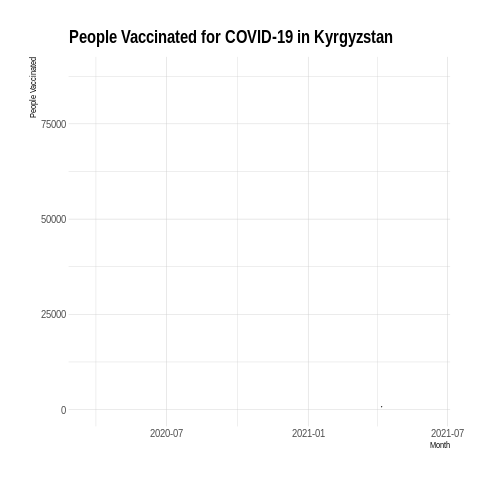 People Vaccinated for COVID-19 in Kyrgyzstan
People Vaccinated
75000
50000
25000
0
2020-07 2021-01 2021-07
Month